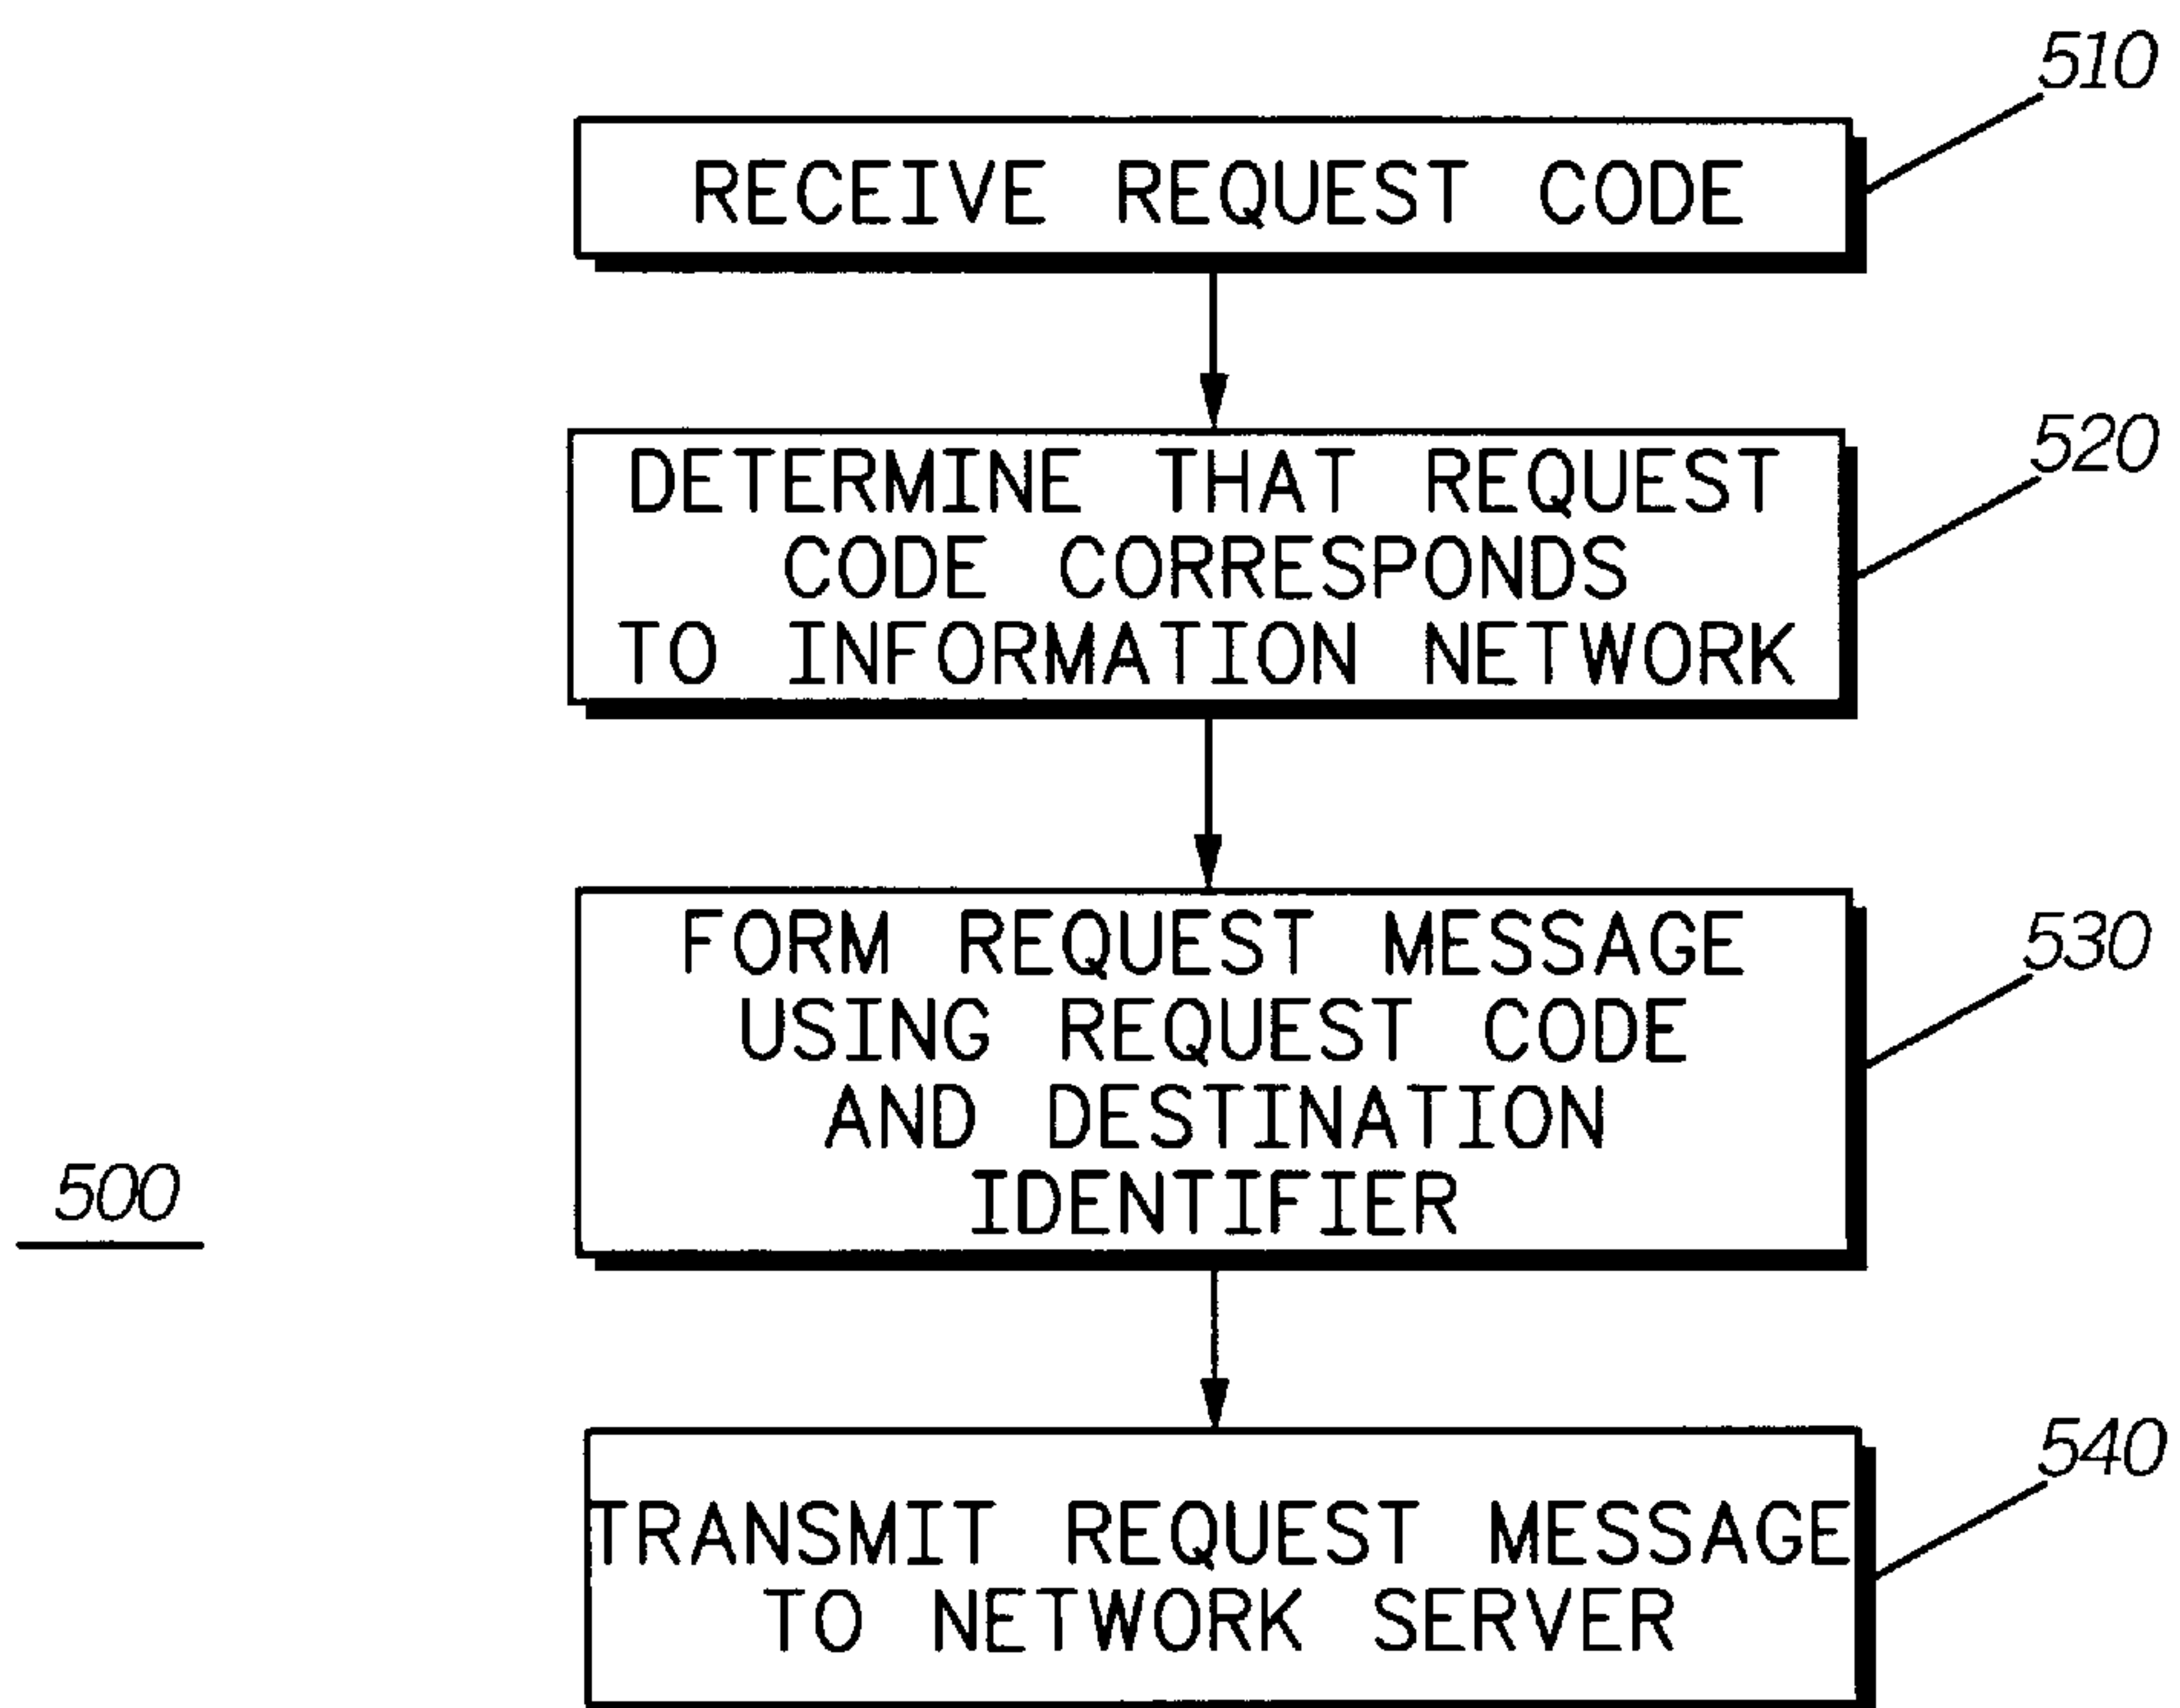 510
RECEIVE REQUEST CODE
520
DETERMINE THAT REQUEST
CODE CORRESPONDS
TO INFORMATION NETWORK
530
FORM REQUEST MESSAGE
USING REQUEST CODE
AND DESTINATION
IDENTIFIER
500
540
TRANSMIT REQUEST MESSAGE
TO NETWORK SERVER